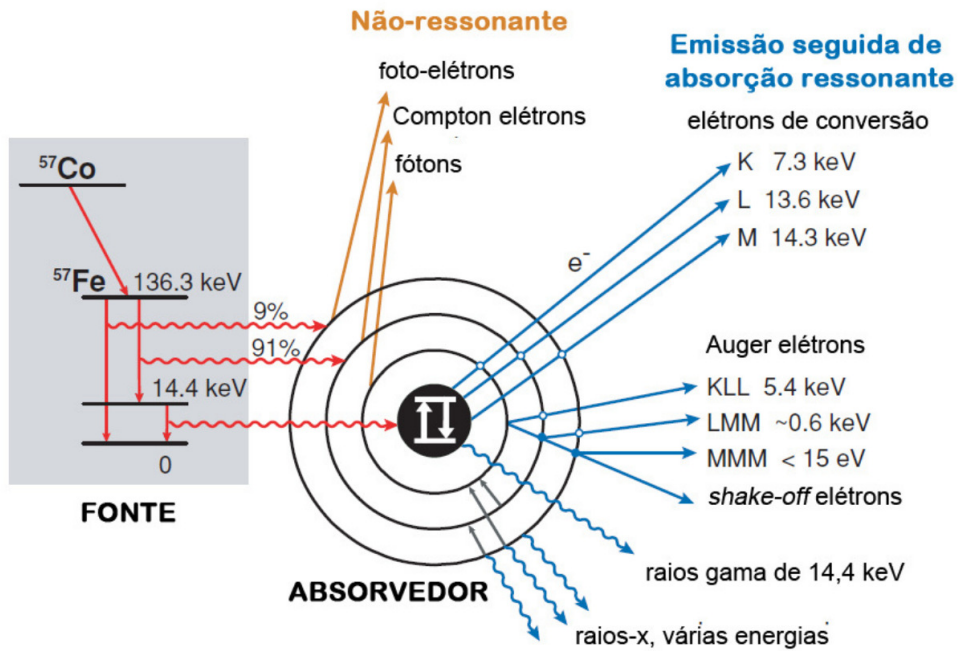 Não-ressonante
foto-elétrons
Compton elétrons
fótons
Emissão seguida de
absorção ressonante
elétrons de conversão
K 7.3 keV
L 13.6 keV
M 14.3 keV
e⁻
⁵⁷Co
⁵⁷Fe 136.3 keV
9%
91%
14.4 keV
0
FONTE
ABSORVEDOR
Auger elétrons
KLL 5.4 keV
LMM ~0.6 keV
MMM < 15 eV
shake-off elétrons
raios gama de 14,4 keV
raios-x, várias energias